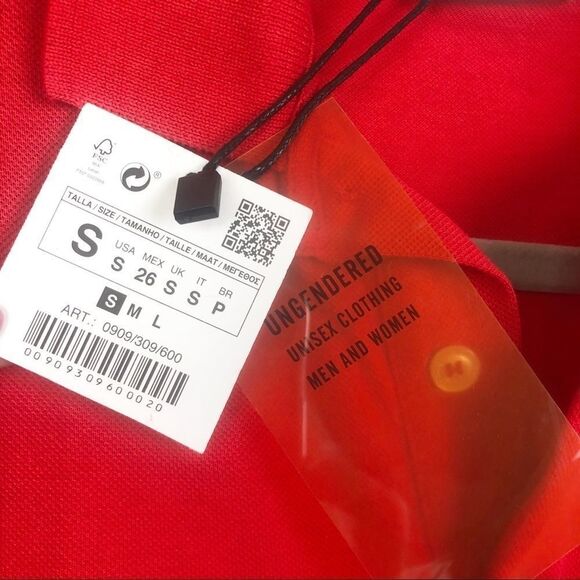 FSC
®
TALLA / SIZE / TAMANHO / TAILLE / MAAT / ΜΕΓΕΘΟΣ
S
USA MEX UK IT BR
S 26 S S P
S M L
ART.: 0909/309/600
00909309600020
UNGENDERED
UNISEX CLOTHING
MEN AND WOMEN